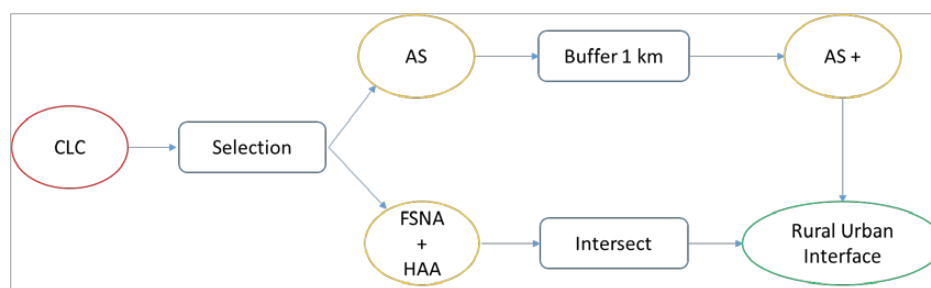 AS
Buffer 1 km
AS +
CLC
Selection
FSNA
+
HAA
Intersect
Rural Urban
Interface